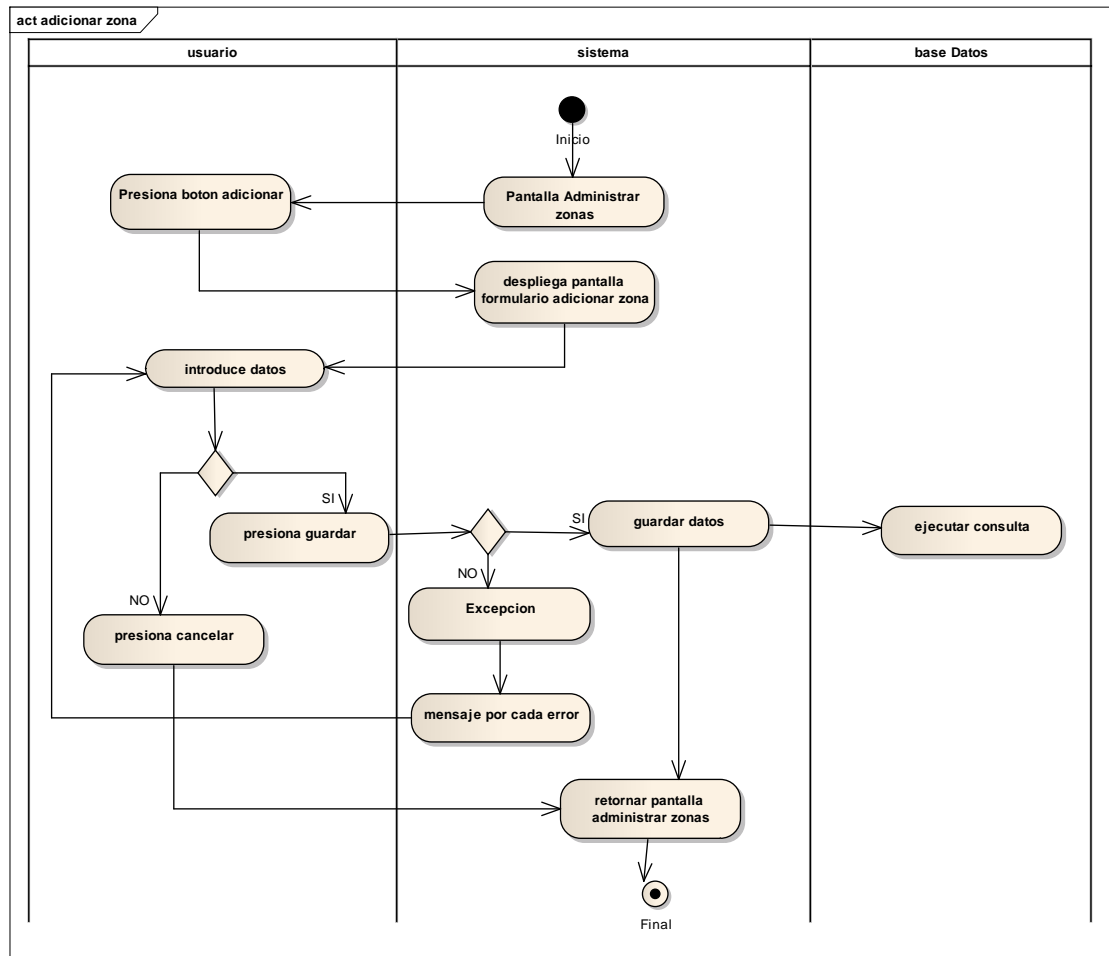 act adicionar zona
usuario
sistema
base Datos
Inicio
Presiona boton adicionar
Pantalla Administrar
zonas
despliega pantalla
formulario adicionar zona
introduce datos
SI
presiona guardar
SI
guardar datos
ejecutar consulta
NO
Excepcion
NO
presiona cancelar
mensaje por cada error
retornar pantalla
administrar zonas
Final